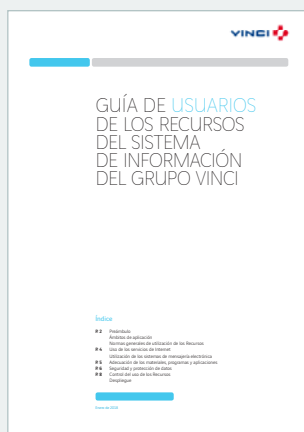 VINCI
GUÍA DE USUARIOS
DE LOS RECURSOS
DEL SISTEMA
DE INFORMACIÓN
DEL GRUPO VINCI
Índice
P. 2 Preámbulo
Ámbitos de aplicación
Normas generales de utilización de los Recursos
P. 4 Uso de los servicios de Internet
Utilización de los sistemas de mensajería electrónica
P. 5 Adecuación de los materiales, programas y aplicaciones
P. 6 Seguridad y protección de datos
P. 8 Control del uso de los Recursos
Despliegue
Enero de 2020